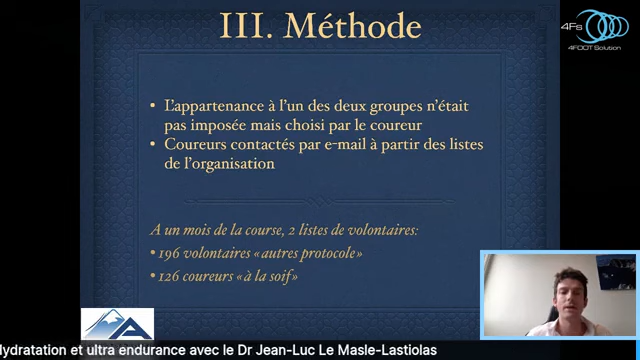 III. Méthode
4Fs
4FOOT Solution
• L'appartenance à l'un des deux groupes n'était
pas imposée mais choisi par le coureur
• Coureurs contactés par e-mail à partir des listes
de l'organisation
A un mois de la course, 2 listes de volontaires:
• 196 volontaires «autres protocole»
• 126 coureurs «à la soif»
Hydratation et ultra endurance avec le Dr Jean-Luc Le Masle-Lastiolas